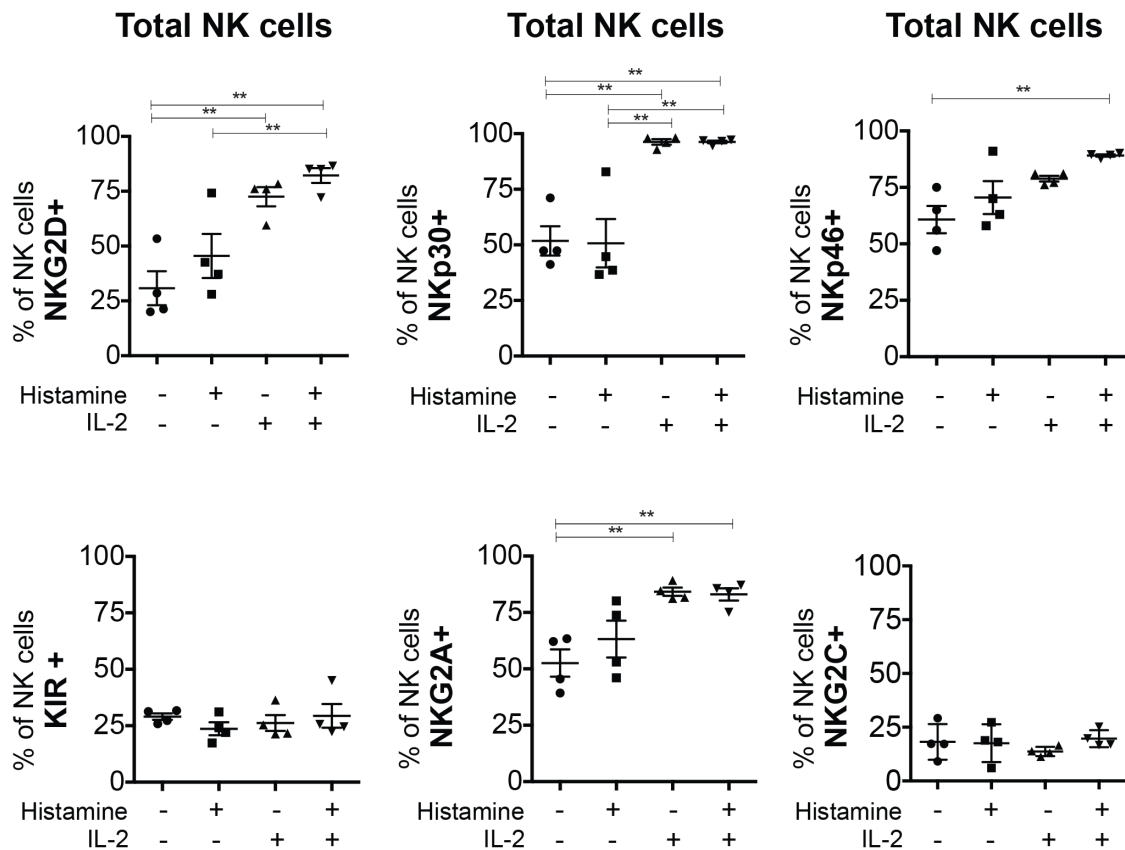 Total NK cells
Total NK cells
Total NK cells
**
**
**
% of NK cells
NKG2D+
100
75
50
25
0
Histamine - + - +
IL-2 - - + +
**
**
**
**
% of NK cells
NKp30+
100
75
50
25
0
Histamine - + - +
IL-2 - - + +
**
% of NK cells
NKp46+
100
75
50
25
0
Histamine - + - +
IL-2 - - + +
% of NK cells
KIR +
100
75
50
25
0
Histamine - + - +
IL-2 - - + +
**
**
% of NK cells
NKG2A+
100
75
50
25
0
Histamine - + - +
IL-2 - - + +
% of NK cells
NKG2C+
100
75
50
25
0
Histamine - + - +
IL-2 - - + +